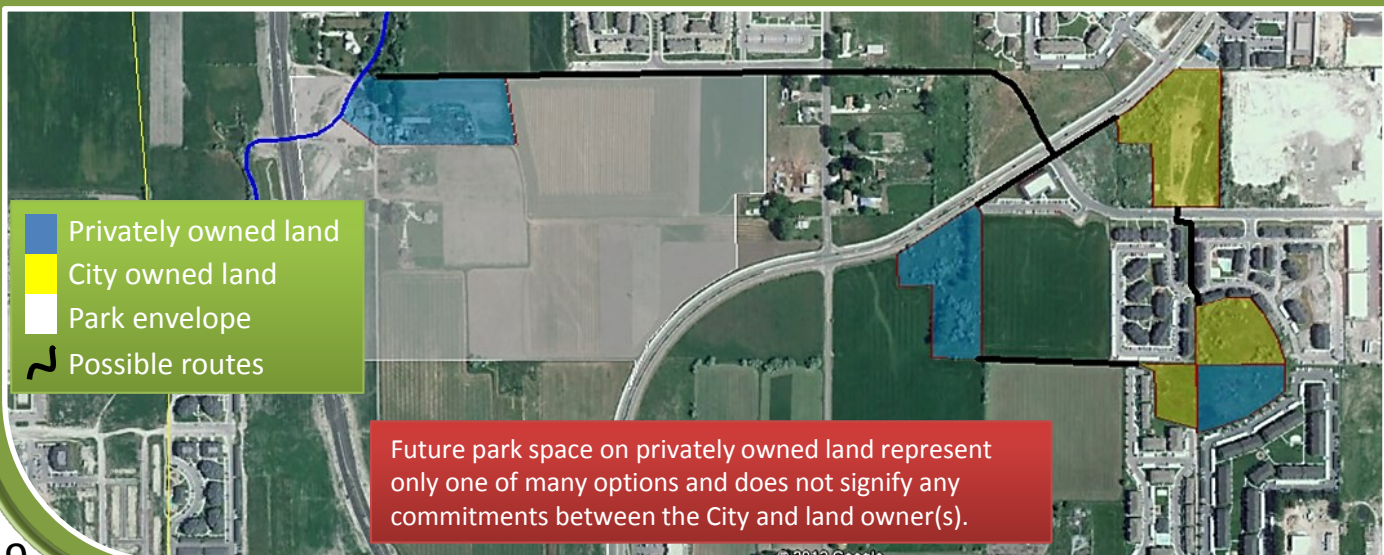 Privately owned land
City owned land
Park envelope
Possible routes
Future park space on privately owned land represent
only one of many options and does not signify any
commitments between the City and land owner(s).